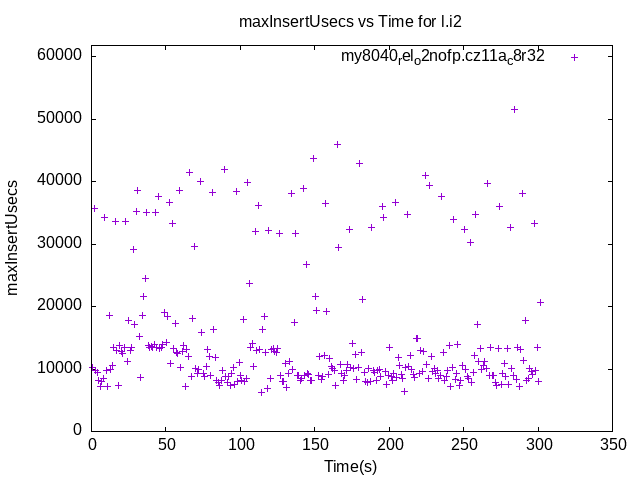 maxInsertUsecs vs Time for l.i2
60000
my8040relo2nofp.cz11ac8r32
50000
40000
maxInsertUsecs
30000
20000
10000
0
0 50 100 150 200 250 300 350
Time(s)